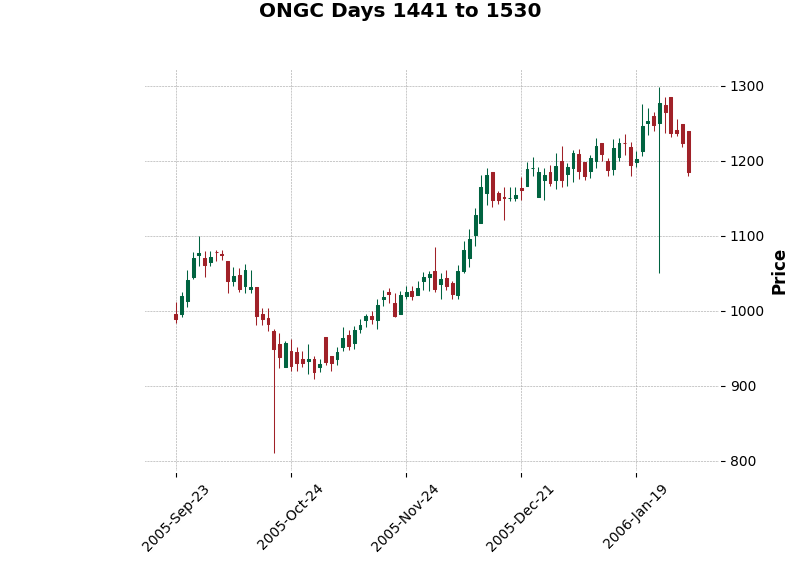 ONGC Days 1441 to 1530
1300
1200
1100
1000
900
800
Price
2005-Sep-23
2005-Oct-24
2005-Nov-24
2005-Dec-21
2006-Jan-19